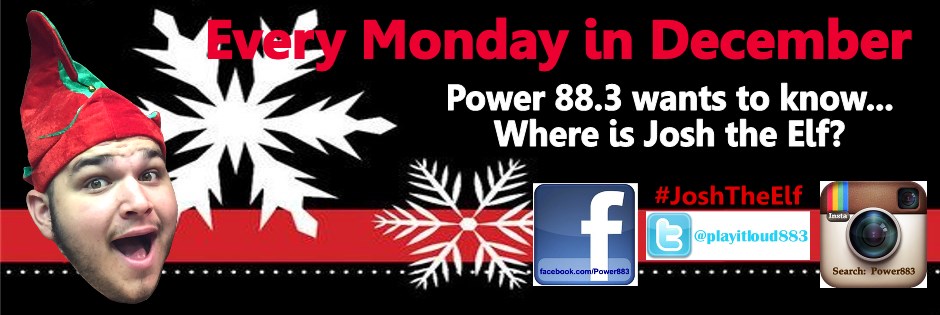 Every Monday in December
Power 88.3 wants to know...
Where is Josh the Elf?
#JoshTheElf
f
facebook.com/Power883
t
@playitloud883
Insta
Search: Power883